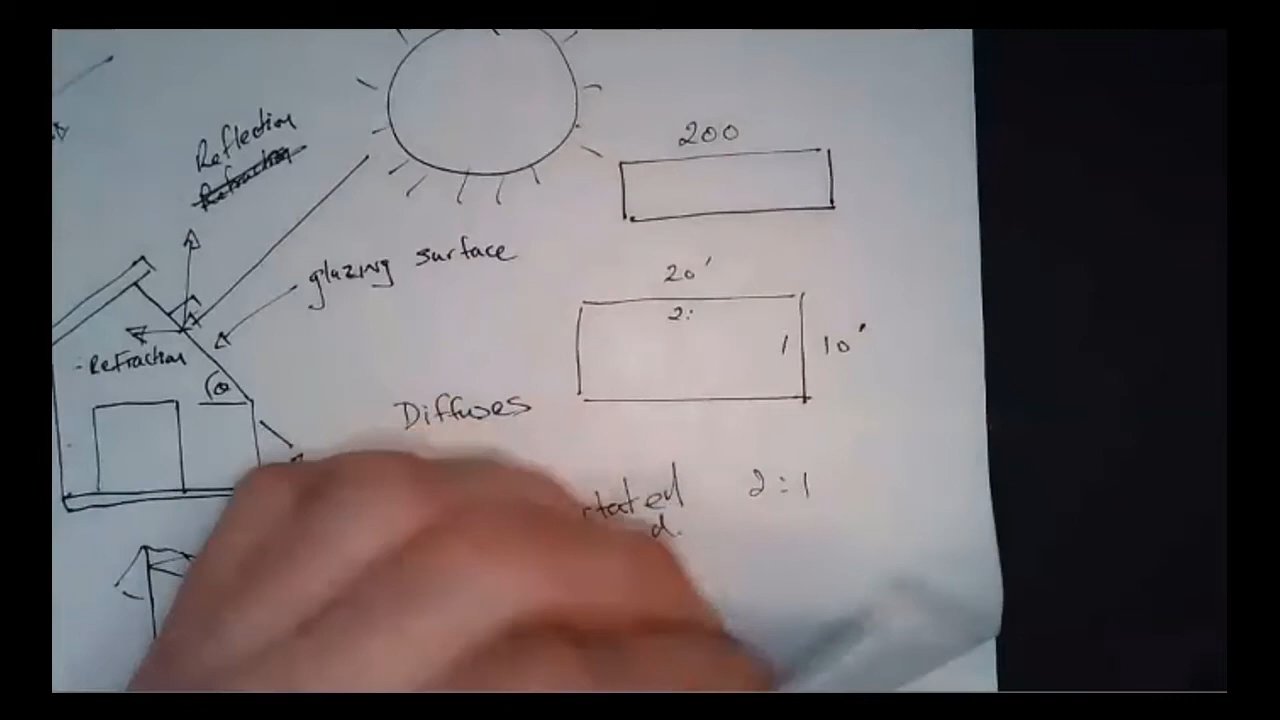 Reflection
200
glazing surface
20'
2:
1
10'
Refraction
θ
Diffuses
2:1
d.